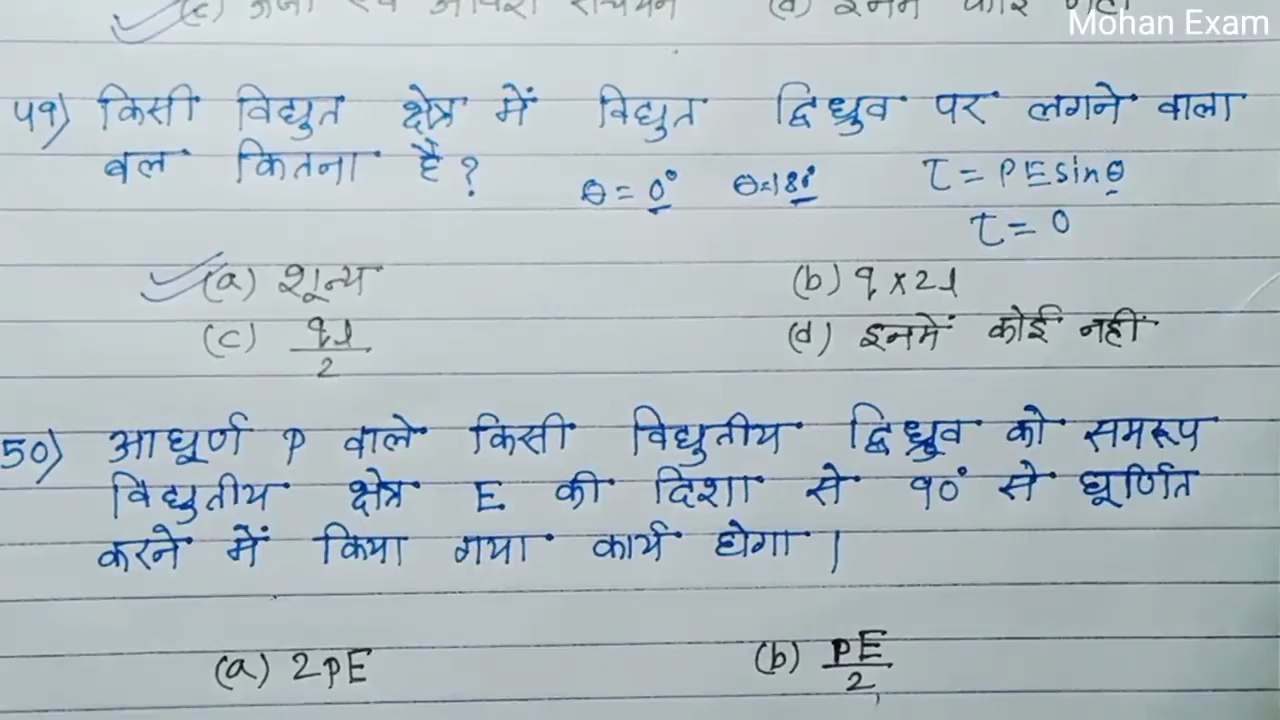 Mohan Exam
49) किसी विद्युत क्षेत्र में विद्युत द्विध्रुव पर लगने वाला
बल कितना है?
θ = 0° θ=180° τ = PE sinθ
τ = 0
(a) शून्य (b) q × 2l
(c) ql/2 (d) इनमें कोई नहीं
50) आघूर्ण P वाले किसी विद्युतीय द्विध्रुव को समरूप
विद्युतीय क्षेत्र E की दिशा से 90° से घूर्णित
करने में किया गया कार्य होगा।
(a) 2PE (b) PE/2